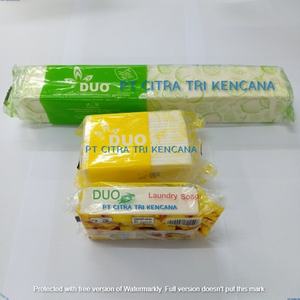 DUO
PT CITRA TRI KENCANA
DUO
PT CITRA TRI KENCANA
DUO
Laundry Soap
PT CITRA TRI KENCANA
Protected with free version of Watermarkly. Full version doesn't put this mark.